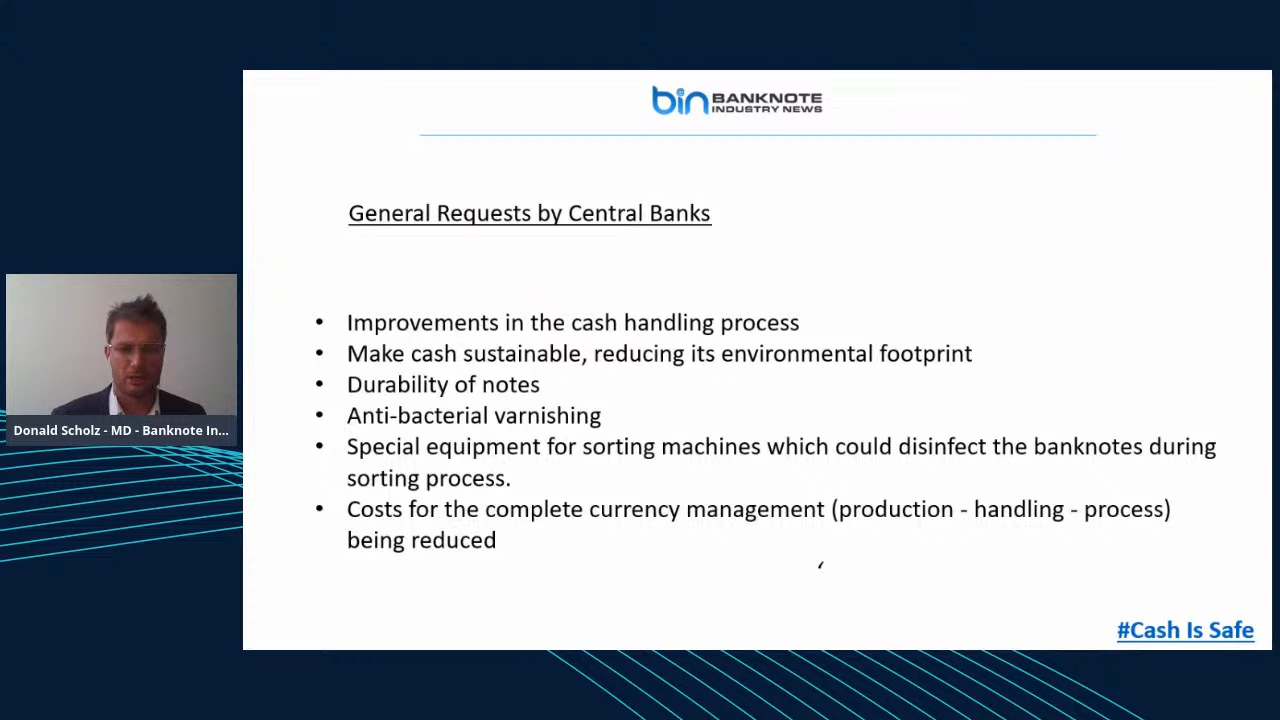 bin BANKNOTE
INDUSTRY NEWS
General Requests by Central Banks
• Improvements in the cash handling process
• Make cash sustainable, reducing its environmental footprint
• Durability of notes
• Anti-bacterial varnishing
• Special equipment for sorting machines which could disinfect the banknotes during
sorting process.
• Costs for the complete currency management (production - handling - process)
being reduced
Donald Scholz - MD - Banknote In...
#Cash Is Safe